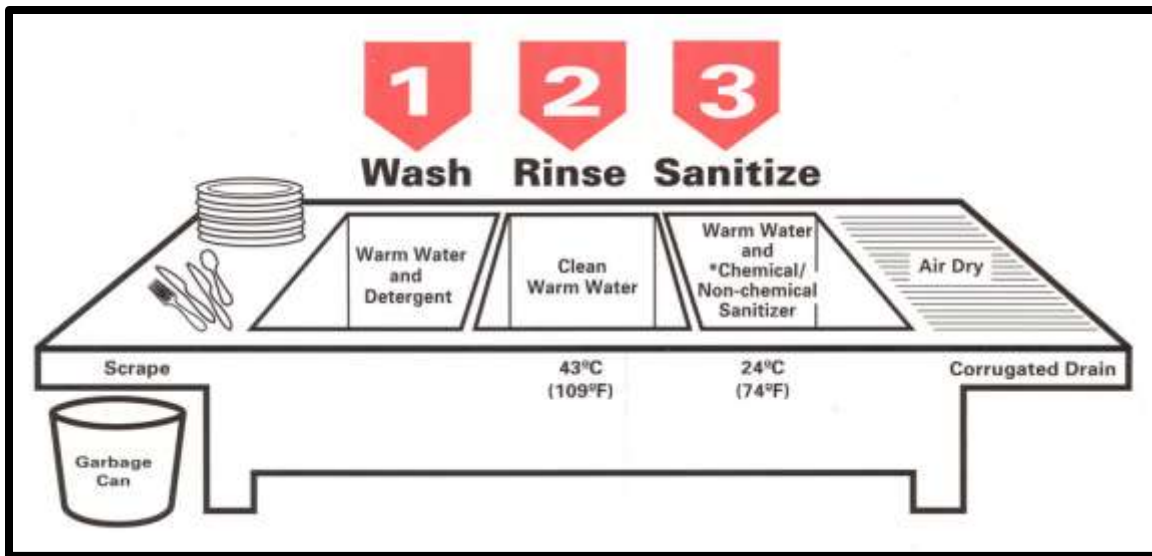 1 2 3
Wash Rinse Sanitize
Warm Water
and
Detergent
Clean
Warm Water
Warm Water
and
*Chemical/
Non-chemical
Sanitizer
Air Dry
Scrape
43ºC
(109ºF)
24ºC
(74ºF)
Corrugated Drain
Garbage
Can